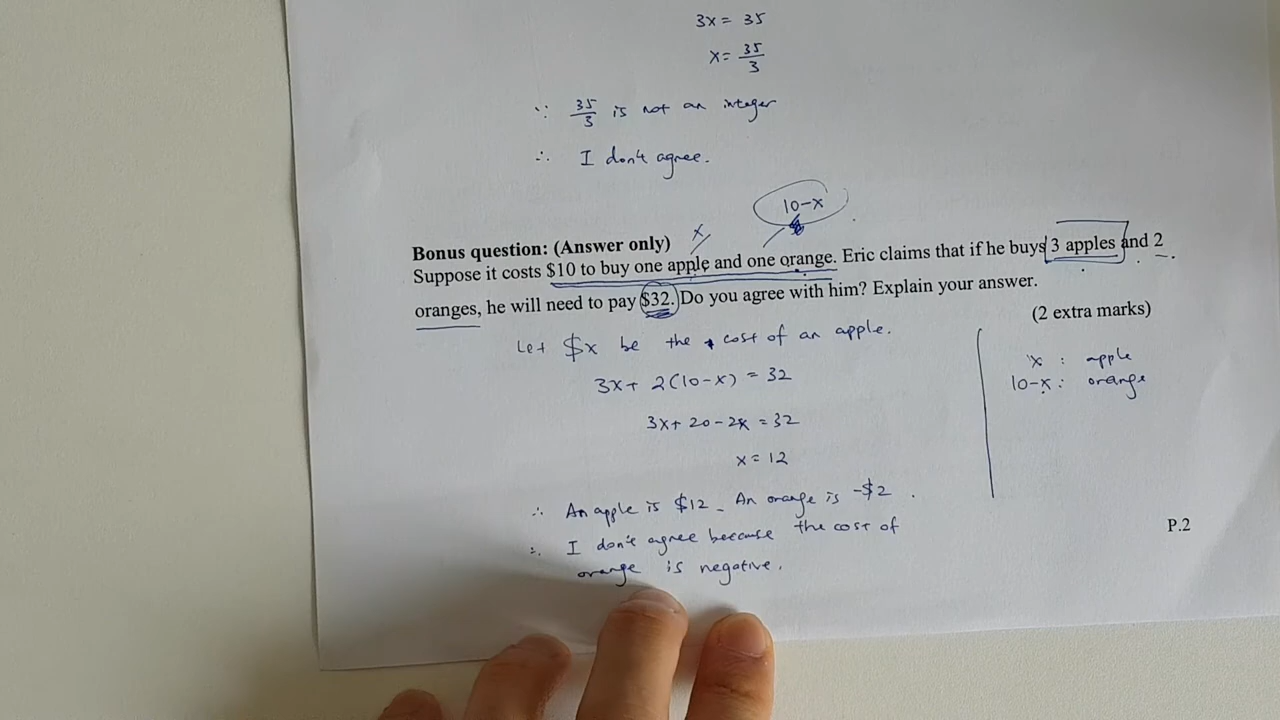 3x = 35
x = 35/3
∵ 35/3 is not an integer
∴ I don't agree.
10-x
x
Bonus question: (Answer only)
Suppose it costs $10 to buy one apple and one orange. Eric claims that if he buys 3 apples and 2
oranges, he will need to pay $32. Do you agree with him? Explain your answer.
(2 extra marks)
Let $x be the cost of an apple.
3x + 2(10-x) = 32
3x + 20 - 2x = 32
x = 12
∴ An apple is $12. An orange is -$2.
∴ I don't agree because the cost of
orange is negative.
x : apple
10-x : orange
P.2